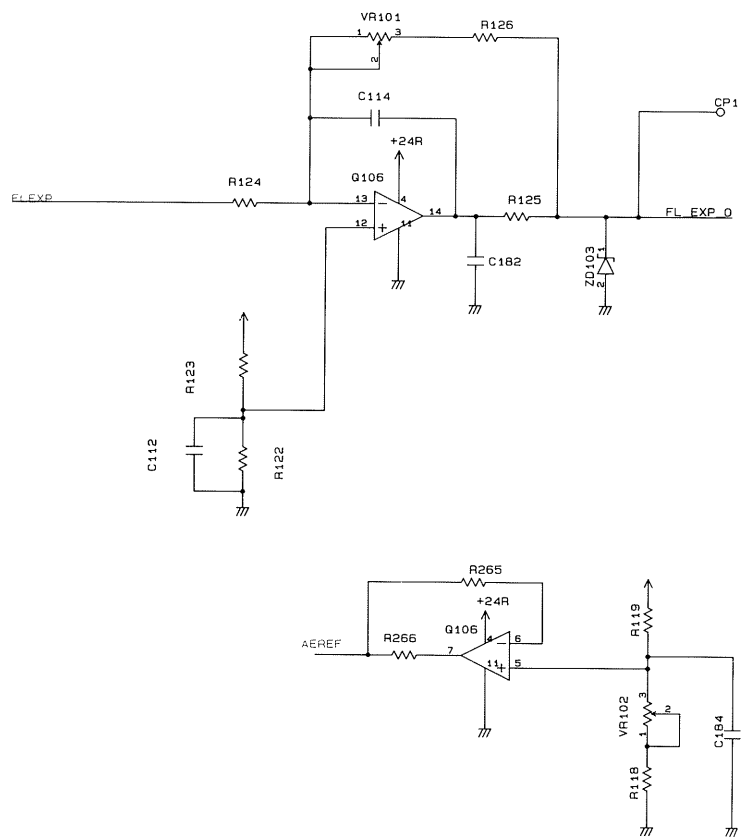 VR101
1
3
2
R126
C114
CP1
+24R
R124
Q106
FLEXP
13
−
4
14
R125
FL_EXP_O
12
+
11
C182
ZD103
1
2
R123
C112
R122
R265
+24R
R119
AEREF
R266
Q106
4
−
6
7
11
+
5
VR102
3
2
1
C184
R118